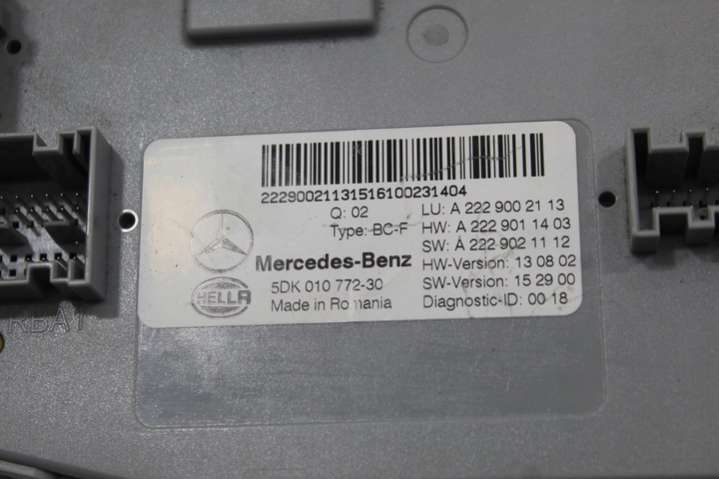 22290021131516100231404
Q: 02 LU: A 222 900 21 13
Type: BC-F HW: A 222 901 14 03
SW: A 222 902 11 12
Mercedes-Benz HW-Version: 13 08 02
HELLA 5DK 010 772-30 SW-Version: 15 29 00
Made in Romania Diagnostic-ID: 00 18